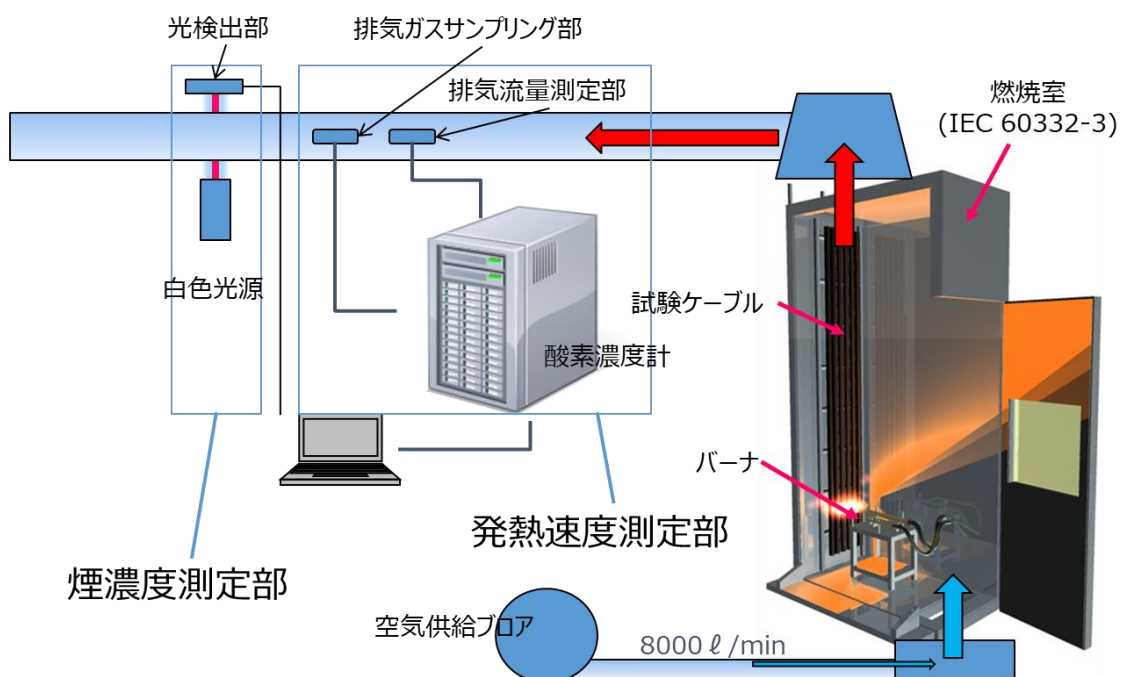 光検出部
排気ガスサンプリング部
排気流量測定部
燃焼室
(IEC 60332-3)
白色光源
試験ケーブル
酸素濃度計
バーナ
発熱速度測定部
煙濃度測定部
空気供給ブロア
8000ℓ/min